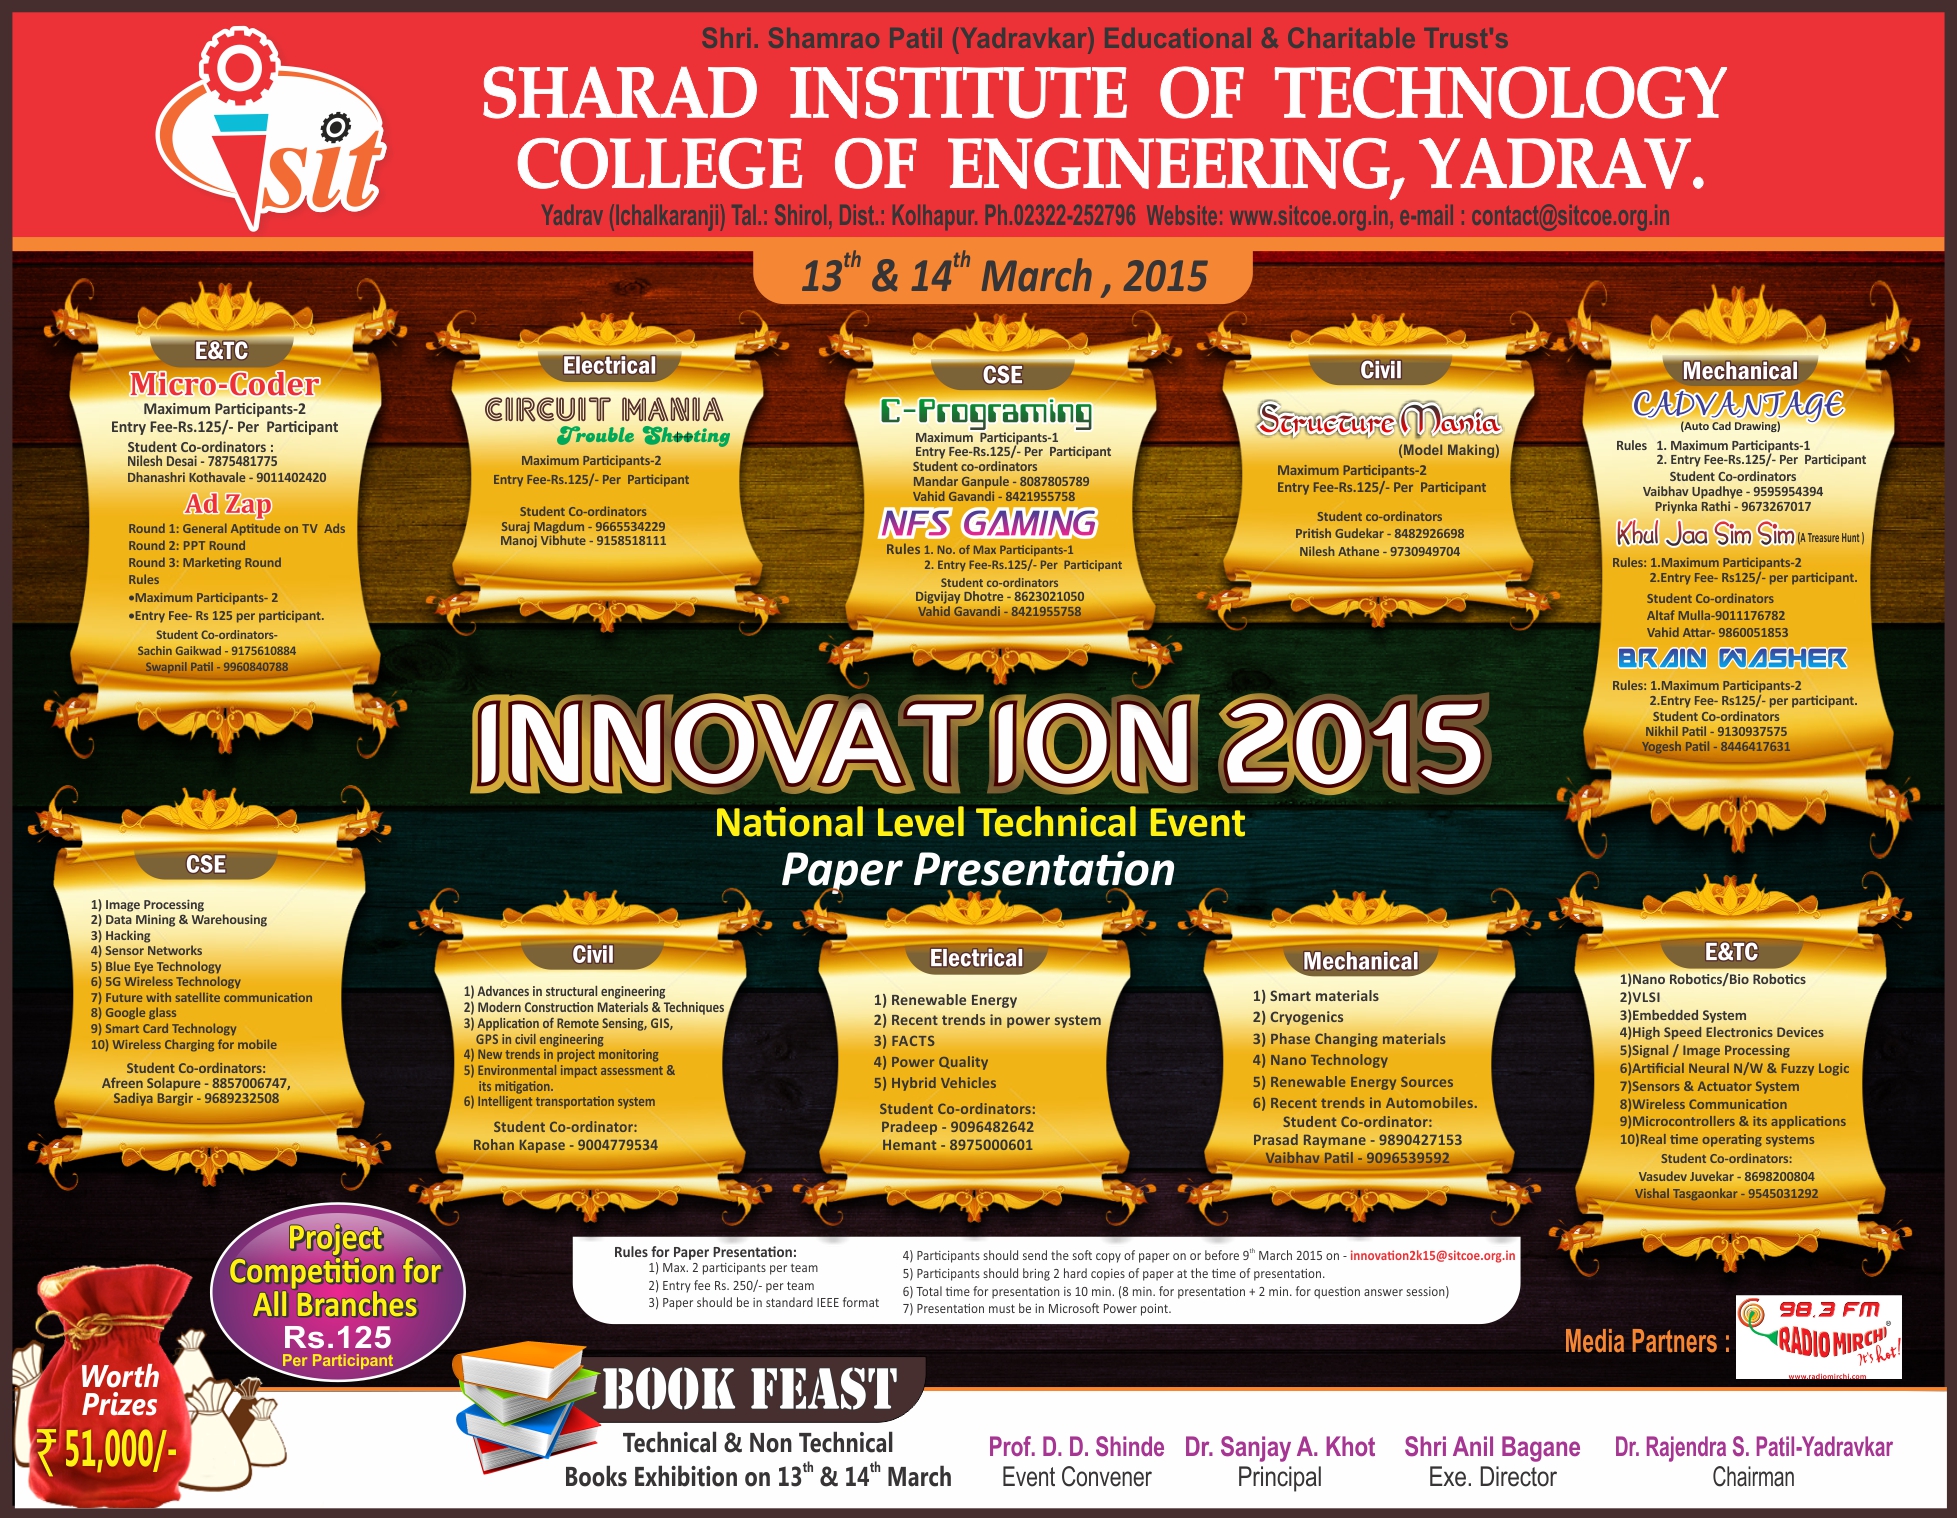 Shri. Shamrao Patil (Yadravkar) Educational & Charitable Trust's
SHARAD INSTITUTE OF TECHNOLOGY
COLLEGE OF ENGINEERING, YADRAV.
Yadrav (Ichalkaranji) Tal.: Shirol, Dist.: Kolhapur. Ph.02322-252796 Website: www.sitcoe.org.in, e-mail : contact@sitcoe.org.in
sit
13th & 14th March , 2015
E&TC
Micro-Coder
Maximum Participants-2
Entry Fee-Rs.125/- Per Participant
Student Co-ordinators :
Nilesh Desai - 7875481775
Dhanashri Kothavale - 9011402420
Ad Zap
Round 1: General Aptitude on TV Ads
Round 2: PPT Round
Round 3: Marketing Round
Rules
•Maximum Participants- 2
•Entry Fee- Rs 125 per participant.
Student Co-ordinators-
Sachin Gaikwad - 9175610884
Swapnil Patil - 9960840788
Electrical
CIRCUIT MANIA
Trouble Shooting
Maximum Participants-2
Entry Fee-Rs.125/- Per Participant
Student Co-ordinators
Suraj Magdum - 9665534229
Manoj Vibhute - 9158518111
CSE
C-Programing
Maximum Participants-1
Entry Fee-Rs.125/- Per Participant
Student co-ordinators
Mandar Ganpule - 8087805789
Vahid Gavandi - 8421955758
NFS GAMING
Rules 1. No. of Max Participants-1
2. Entry Fee-Rs.125/- Per Participant
Student co-ordinators
Digvijay Dhotre - 8623021050
Vahid Gavandi - 8421955758
Civil
Structure Mania
(Model Making)
Maximum Participants-2
Entry Fee-Rs.125/- Per Participant
Student co-ordinators
Pritish Gudekar - 8482926698
Nilesh Athane - 9730949704
Mechanical
CADVANTAGE
(Auto Cad Drawing)
Rules 1. Maximum Participants-1
2. Entry Fee-Rs.125/- Per Participant
Student Co-ordinators
Vaibhav Upadhye - 9595954394
Priynka Rathi - 9673267017
Khul Jaa Sim Sim (A Treasure Hunt )
Rules: 1.Maximum Participants-2
2.Entry Fee- Rs125/- per participant.
Student Co-ordinators
Altaf Mulla-9011176782
Vahid Attar- 9860051853
BRAIN WASHER
Rules: 1.Maximum Participants-2
2.Entry Fee- Rs125/- per participant.
Student Co-ordinators
Nikhil Patil - 9130937575
Yogesh Patil - 8446417631
INNOVATION 2015
National Level Technical Event
Paper Presentation
CSE
1) Image Processing
2) Data Mining & Warehousing
3) Hacking
4) Sensor Networks
5) Blue Eye Technology
6) 5G Wireless Technology
7) Future with satellite communication
8) Google glass
9) Smart Card Technology
10) Wireless Charging for mobile
Student Co-ordinators:
Afreen Solapure - 8857006747,
Sadiya Bargir - 9689232508
Civil
1) Advances in structural engineering
2) Modern Construction Materials & Techniques
3) Application of Remote Sensing, GIS,
GPS in civil engineering
4) New trends in project monitoring
5) Environmental impact assessment &
its mitigation.
6) Intelligent transportation system
Student Co-ordinator:
Rohan Kapase - 9004779534
Electrical
1) Renewable Energy
2) Recent trends in power system
3) FACTS
4) Power Quality
5) Hybrid Vehicles
Student Co-ordinators:
Pradeep - 9096482642
Hemant - 8975000601
Mechanical
1) Smart materials
2) Cryogenics
3) Phase Changing materials
4) Nano Technology
5) Renewable Energy Sources
6) Recent trends in Automobiles.
Student Co-ordinator:
Prasad Raymane - 9890427153
Vaibhav Patil - 9096539592
E&TC
1)Nano Robotics/Bio Robotics
2)VLSI
3)Embedded System
4)High Speed Electronics Devices
5)Signal / Image Processing
6)Artificial Neural N/W & Fuzzy Logic
7)Sensors & Actuator System
8)Wireless Communication
9)Microcontrollers & its applications
10)Real time operating systems
Student Co-ordinators:
Vasudev Juvekar - 8698200804
Vishal Tasgaonkar - 9545031292
Project
Competition for
All Branches
Rs.125
Per Participant
Rules for Paper Presentation:
1) Max. 2 participants per team
2) Entry fee Rs. 250/- per team
3) Paper should be in standard IEEE format
4) Participants should send the soft copy of paper on or before 9th March 2015 on - innovation2k15@sitcoe.org.in
5) Participants should bring 2 hard copies of paper at the time of presentation.
6) Total time for presentation is 10 min. (8 min. for presentation + 2 min. for question answer session)
7) Presentation must be in Microsoft Power point.
Media Partners :
98.3 FM
RADIO MIRCHI®
It's hot!
www.radiomirchi.com
Worth
Prizes
₹ 51,000/-
BOOK FEAST
Technical & Non Technical
Books Exhibition on 13th & 14th March
Prof. D. D. Shinde
Event Convener
Dr. Sanjay A. Khot
Principal
Shri Anil Bagane
Exe. Director
Dr. Rajendra S. Patil-Yadravkar
Chairman